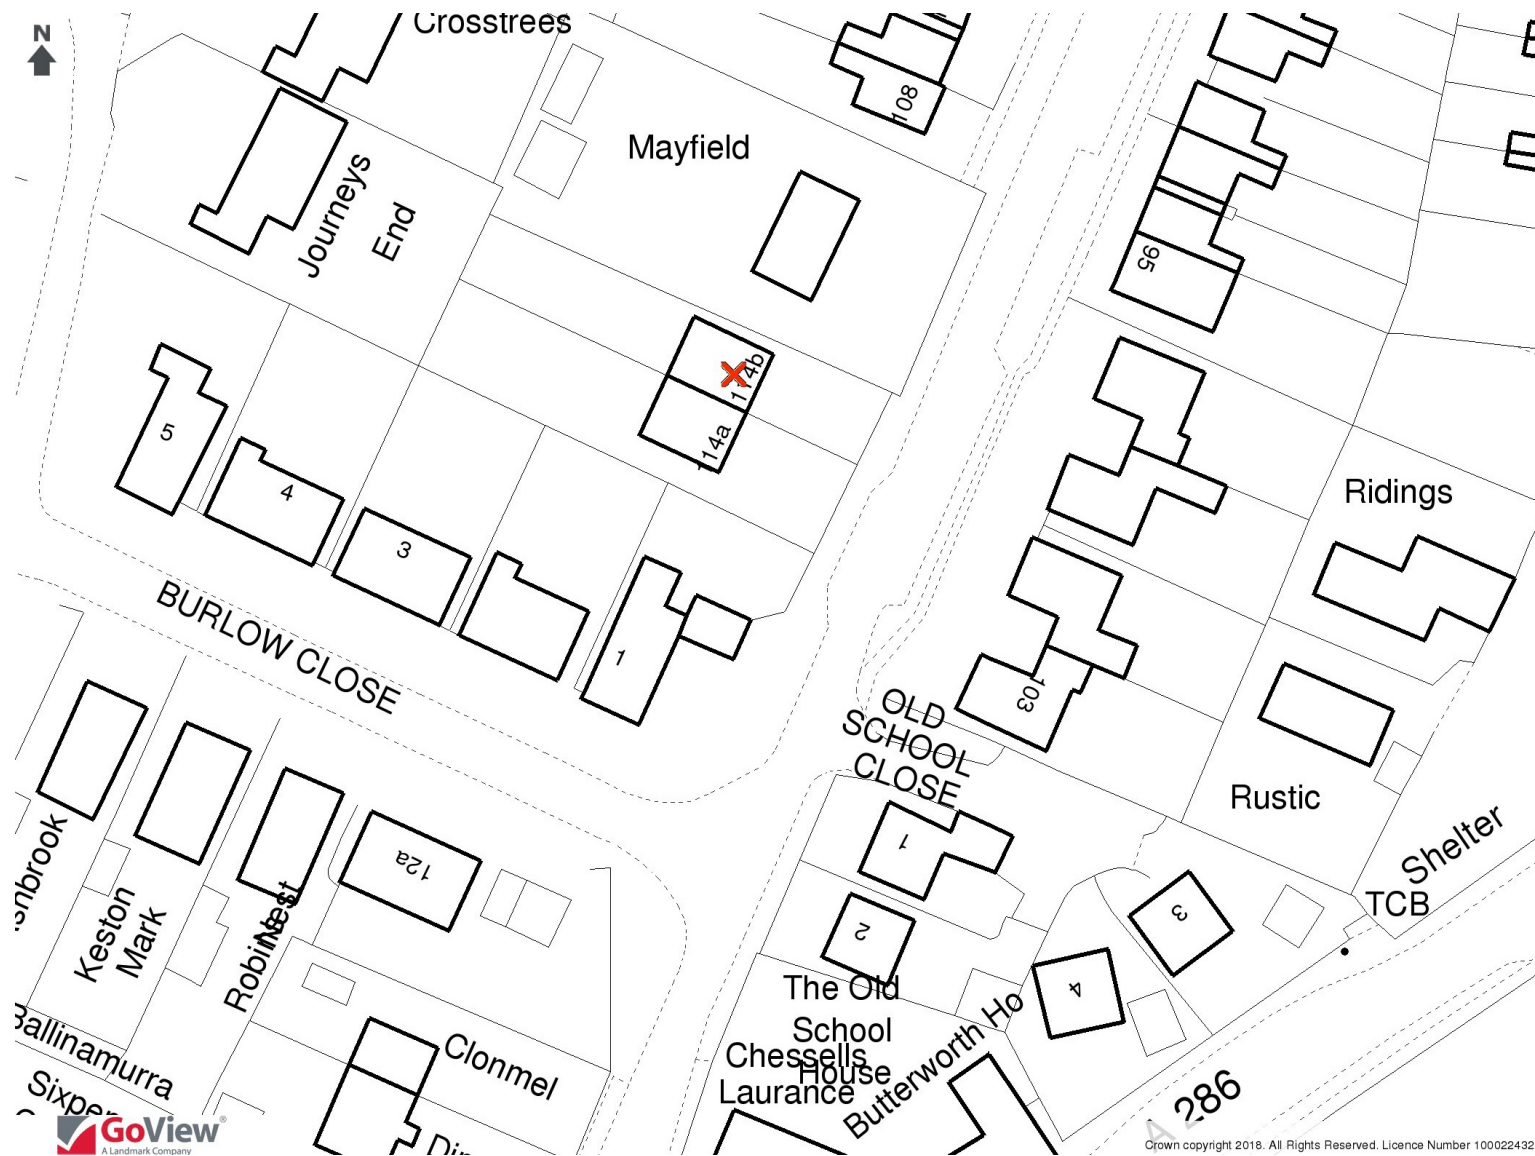 N
Crosstrees
108
Mayfield
Journeys
End
95
114b
114a
5
4
3
1
Ridings
BURLOW CLOSE
103
OLD
SCHOOL
CLOSE
Rustic
Shelter
TCB
1
2
3
4
12a
Keston
Mark
Robins
Nest
The Old
School
House
Chessells
Laurance
Butterworth Ho
Ballinamurra
Clonmel
A 286
GoView®
A Landmark Company
Crown copyright 2018. All Rights Reserved. Licence Number 100022432